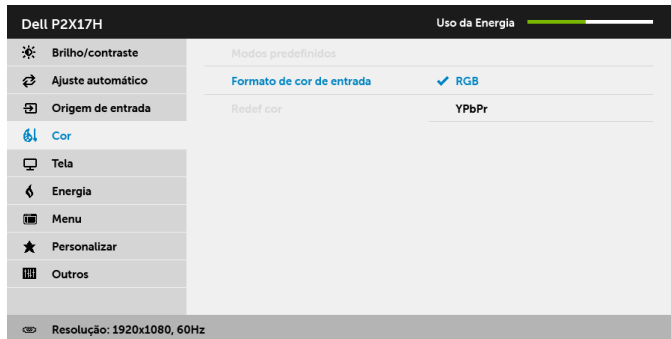 Dell P2X17H
Uso da Energia
Brilho/contraste
Modos predefinidos
Ajuste automático
Formato de cor de entrada
RGB
Origem de entrada
Redef cor
YPbPr
Cor
Tela
Energia
Menu
Personalizar
Outros
Resolução: 1920x1080, 60Hz